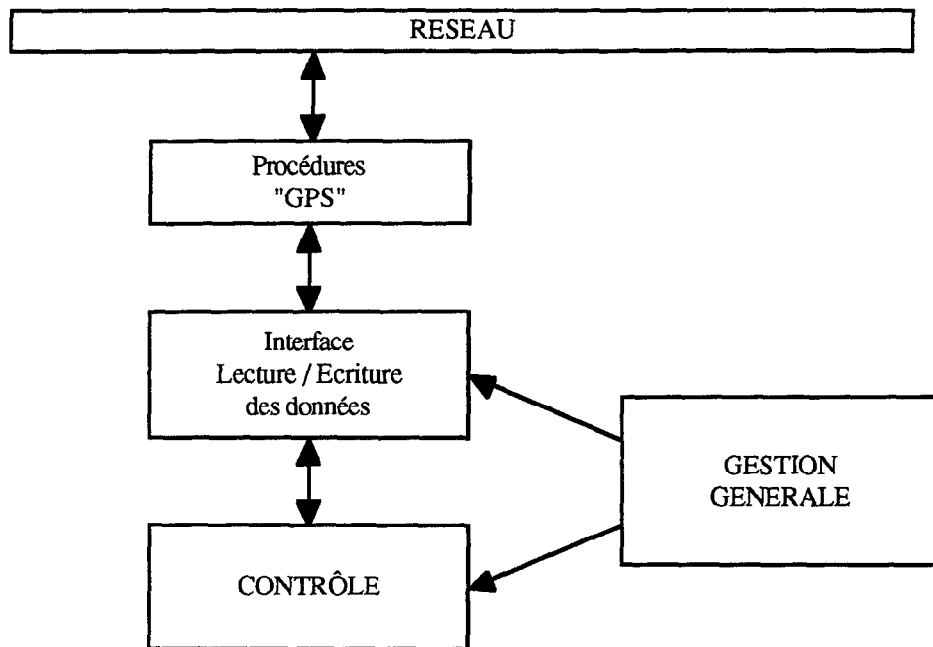 RESEAU
Procédures
"GPS"
Interface
Lecture / Ecriture
des données
GESTION
GENERALE
CONTRÔLE